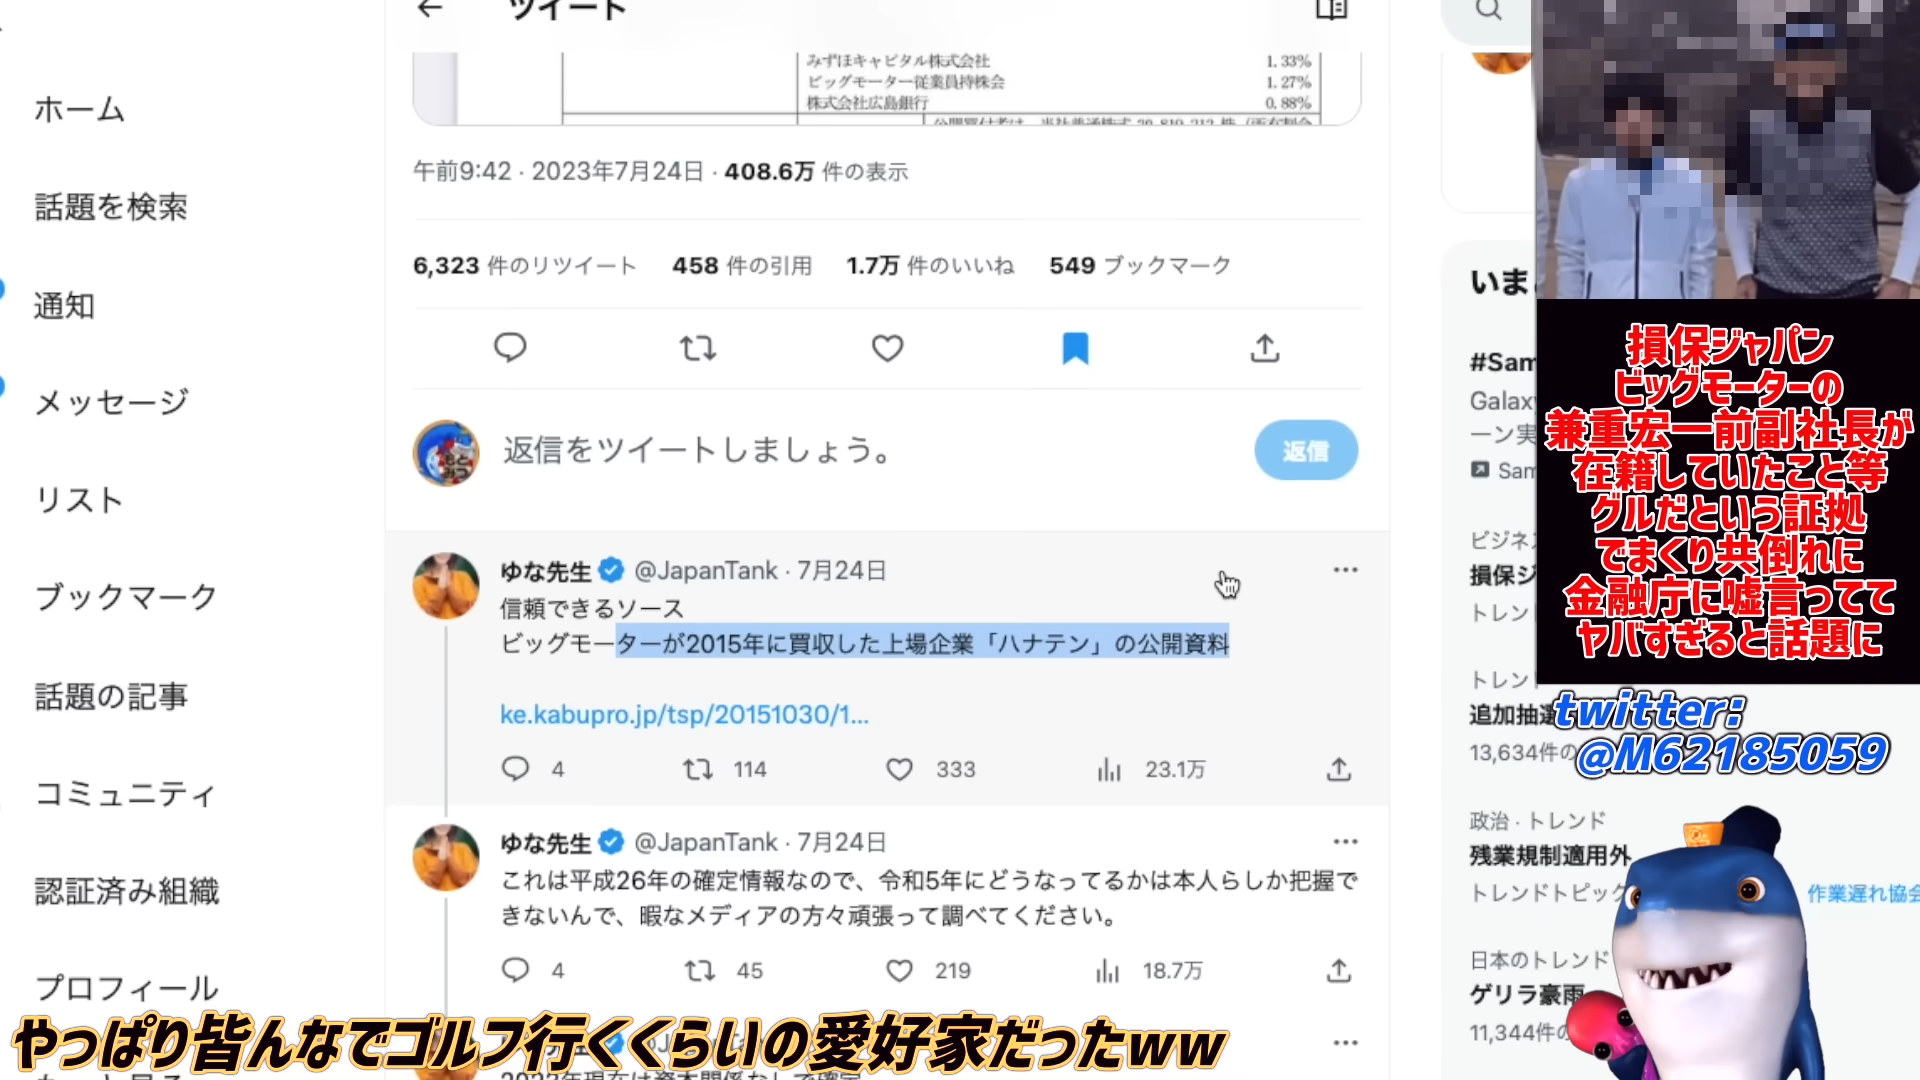 ツイート
みずほキャピタル株式会社 1.33%
ビッグモーター従業員持株会 1.27%
株式会社広島銀行 0.88%
午前9:42 · 2023年7月24日 · 408.6万 件の表示
6,323 件のリツイート 458 件の引用 1.7万 件のいいね 549 ブックマーク
返信をツイートしましょう。
返信
ゆな先生 @JapanTank · 7月24日
信頼できるソース
ビッグモーターが2015年に買収した上場企業「ハナテン」の公開資料
ke.kabupro.jp/tsp/20151030/1...
4 114 333 23.1万
ゆな先生 @JapanTank · 7月24日
これは平成26年の確定情報なので、令和5年にどうなってるかは本人らしか把握で
きないんで、暇なメディアの方々頑張って調べてください。
4 45 219 18.7万
ホーム
話題を検索
通知
メッセージ
リスト
ブックマーク
話題の記事
コミュニティ
認証済み組織
プロフィール
いま
#Sam
Galaxy
ーン実
Sam
ビジネス
損保ジ
トレン
トレンド
追加抽選
13,634件の
政治 · トレンド
残業規制適用外
トレンドトピック
作業遅れ協会
日本のトレンド
ゲリラ豪雨
11,344件の
損保ジャパン
ビッグモーターの
兼重宏一前副社長が
在籍していたこと等
グルだという証拠
でまくり共倒れに
金融庁に嘘言ってて
ヤバすぎると話題に
twitter:
@M62185059
やっぱり皆んなでゴルフ行くくらいの愛好家だったww